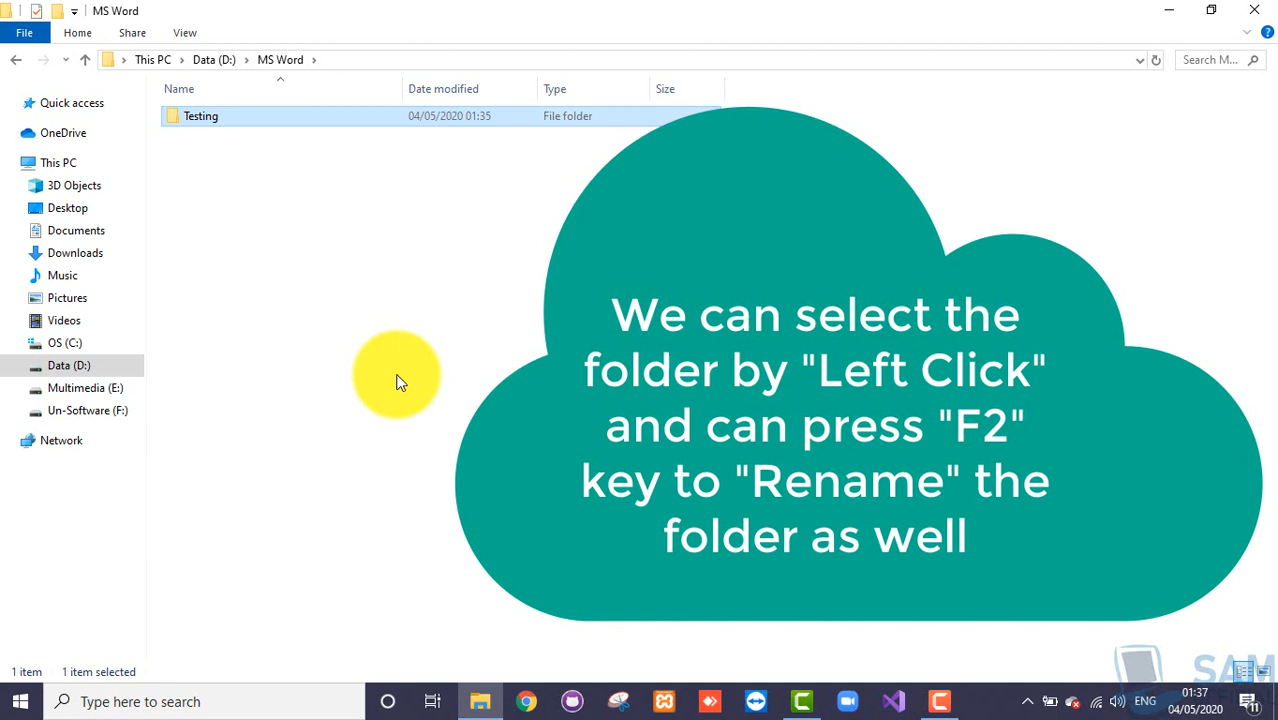 MS Word
File Home Share View
This PC Data (D:) MS Word Search M...
Name Date modified Type Size
Testing 04/05/2020 01:35 File folder
Quick access
OneDrive
This PC
3D Objects
Desktop
Documents
Downloads
Music
Pictures
Videos
OS (C:)
Data (D:)
Multimedia (E:)
Un-Software (F:)
Network
We can select the
folder by "Left Click"
and can press "F2"
key to "Rename" the
folder as well
1 item 1 item selected
SAM
Type here to search
ENG
01:37
04/05/2020
11